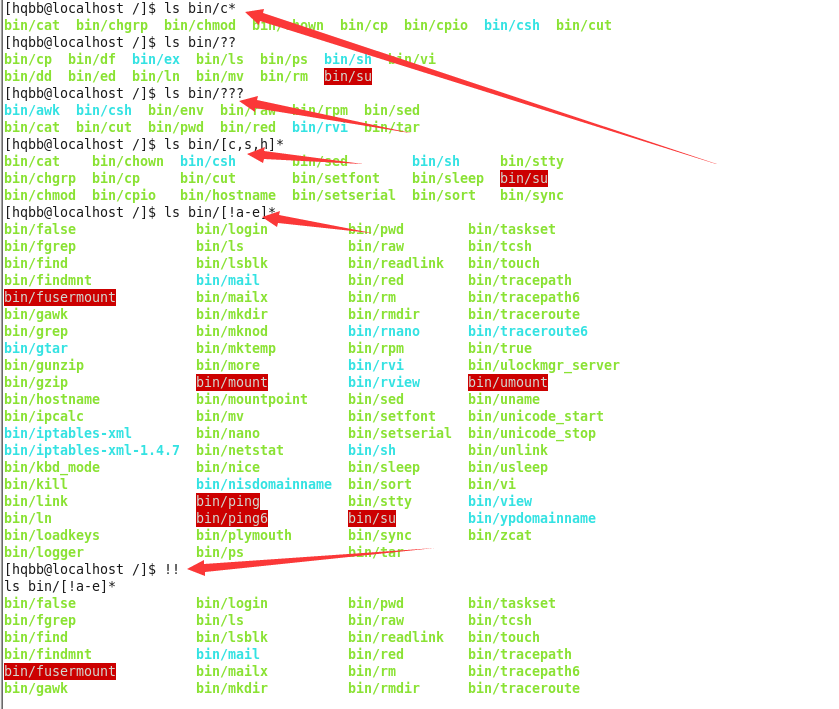 [hqbb@localhost /]$ ls bin/c*
bin/cat  bin/chgrp  bin/chmod  bin/chown  bin/cp  bin/cpio  bin/csh  bin/cut
[hqbb@localhost /]$ ls bin/??
bin/cp  bin/df  bin/ex  bin/ls  bin/ps  bin/sh  bin/vi
bin/dd  bin/ed  bin/ln  bin/mv  bin/rm  bin/su
[hqbb@localhost /]$ ls bin/???
bin/awk  bin/csh  bin/env  bin/raw  bin/rpm  bin/sed
bin/cat  bin/cut  bin/pwd  bin/red  bin/rvi  bin/tar
[hqbb@localhost /]$ ls bin/[c,s,h]*
bin/cat    bin/chown  bin/csh       bin/sed        bin/sh     bin/stty
bin/chgrp  bin/cp     bin/cut       bin/setfont    bin/sleep  bin/su
bin/chmod  bin/cpio   bin/hostname  bin/setserial  bin/sort   bin/sync
[hqbb@localhost /]$ ls bin/[!a-e]*
bin/false               bin/login          bin/pwd        bin/taskset
bin/fgrep               bin/ls             bin/raw        bin/tcsh
bin/find                bin/lsblk          bin/readlink   bin/touch
bin/findmnt             bin/mail           bin/red        bin/tracepath
bin/fusermount          bin/mailx          bin/rm         bin/tracepath6
bin/gawk                bin/mkdir          bin/rmdir      bin/traceroute
bin/grep                bin/mknod          bin/rnano      bin/traceroute6
bin/gtar                bin/mktemp         bin/rpm        bin/true
bin/gunzip              bin/more           bin/rvi        bin/ulockmgr_server
bin/gzip                bin/mount          bin/rview      bin/umount
bin/hostname            bin/mountpoint     bin/sed        bin/uname
bin/ipcalc              bin/mv             bin/setfont    bin/unicode_start
bin/iptables-xml        bin/nano           bin/setserial  bin/unicode_stop
bin/iptables-xml-1.4.7  bin/netstat        bin/sh         bin/unlink
bin/kbd_mode            bin/nice           bin/sleep      bin/usleep
bin/kill                bin/nisdomainname  bin/sort       bin/vi
bin/link                bin/ping           bin/stty       bin/view
bin/ln                  bin/ping6          bin/su         bin/ypdomainname
bin/loadkeys            bin/plymouth       bin/sync       bin/zcat
bin/logger              bin/ps             bin/tar
[hqbb@localhost /]$ !!
ls bin/[!a-e]*
bin/false               bin/login          bin/pwd        bin/taskset
bin/fgrep               bin/ls             bin/raw        bin/tcsh
bin/find                bin/lsblk          bin/readlink   bin/touch
bin/findmnt             bin/mail           bin/red        bin/tracepath
bin/fusermount          bin/mailx          bin/rm         bin/tracepath6
bin/gawk                bin/mkdir          bin/rmdir      bin/traceroute